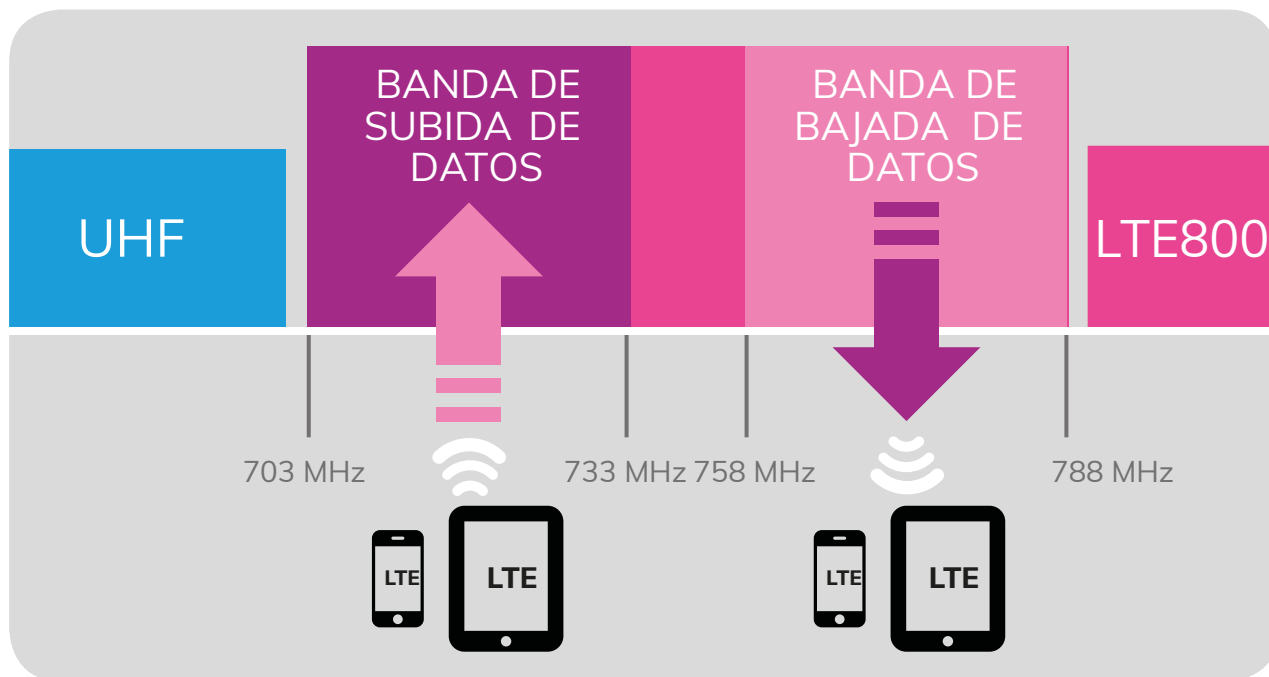 UHF
BANDA DE
SUBIDA DE
DATOS
BANDA DE
BAJADA DE
DATOS
LTE800
703 MHz
733 MHz
758 MHz
788 MHz
LTE
LTE
LTE
LTE